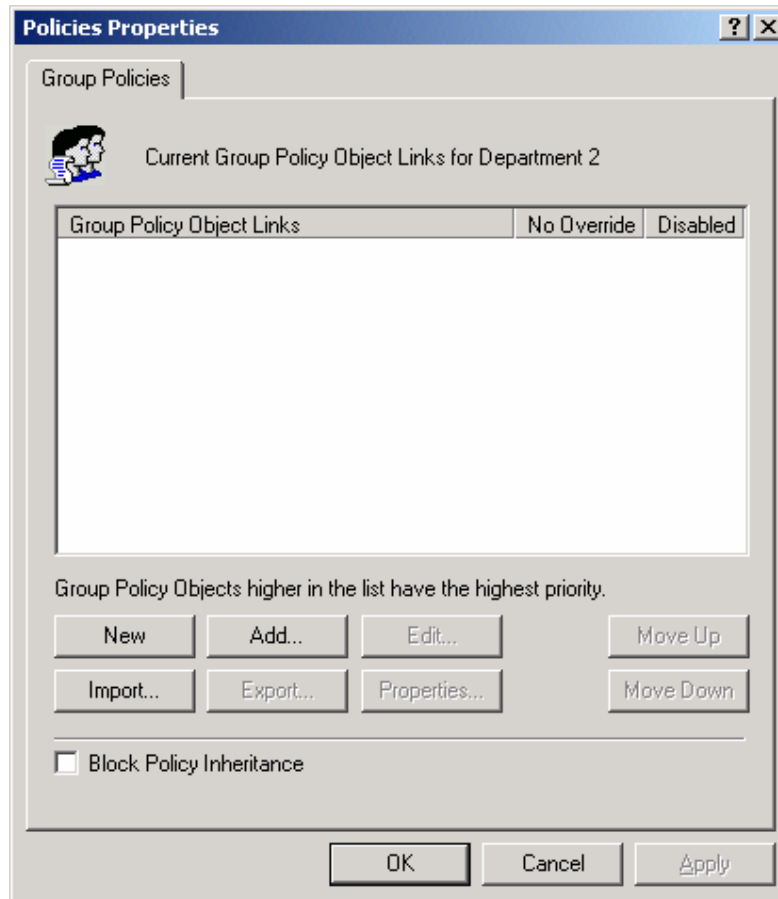 Policies Properties
Group Policies
Current Group Policy Object Links for Department 2
Group Policy Object Links No Override Disabled
Group Policy Objects higher in the list have the highest priority.
New Add... Edit... Move Up
Import... Export... Properties... Move Down
Block Policy Inheritance
OK Cancel Apply